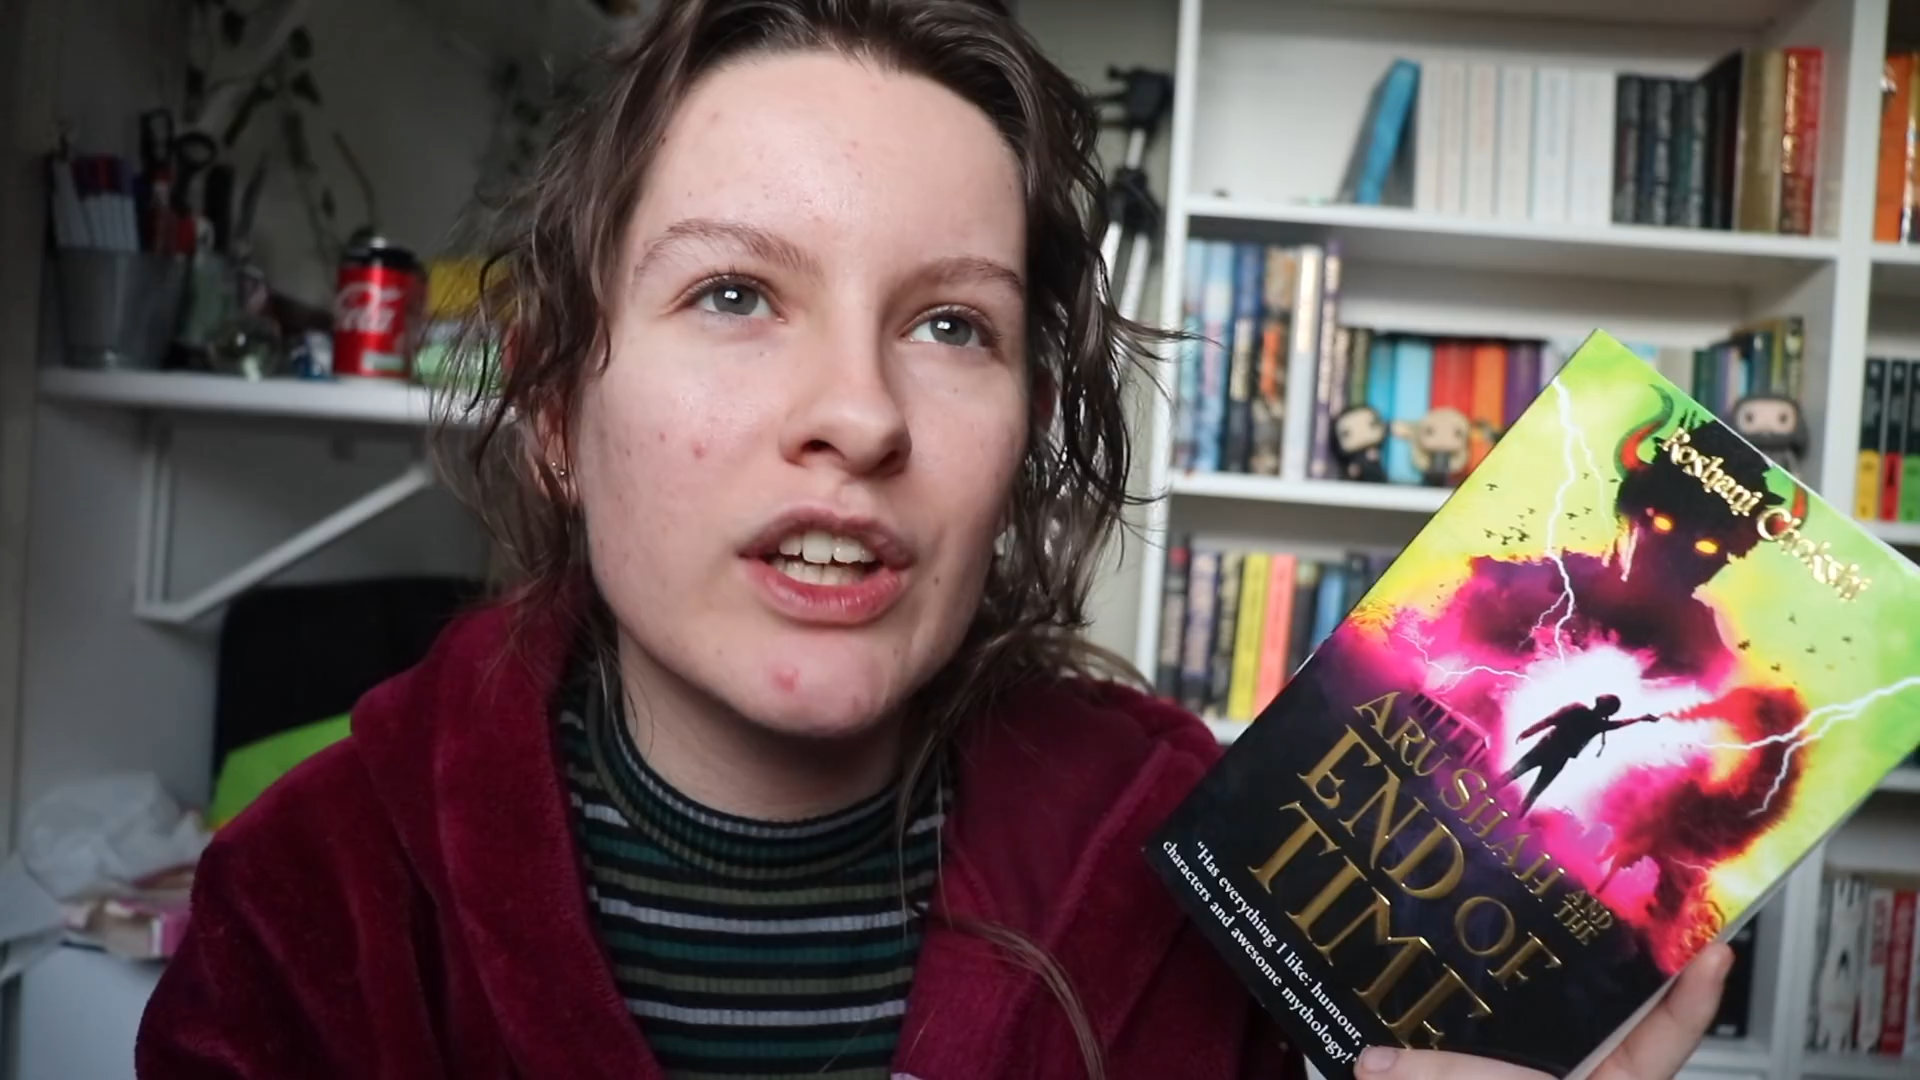 Roshani Chokshi
ARU SHAH AND
THE
END OF
TIME
"Has everything I like: humour,
characters and awesome mythology!"